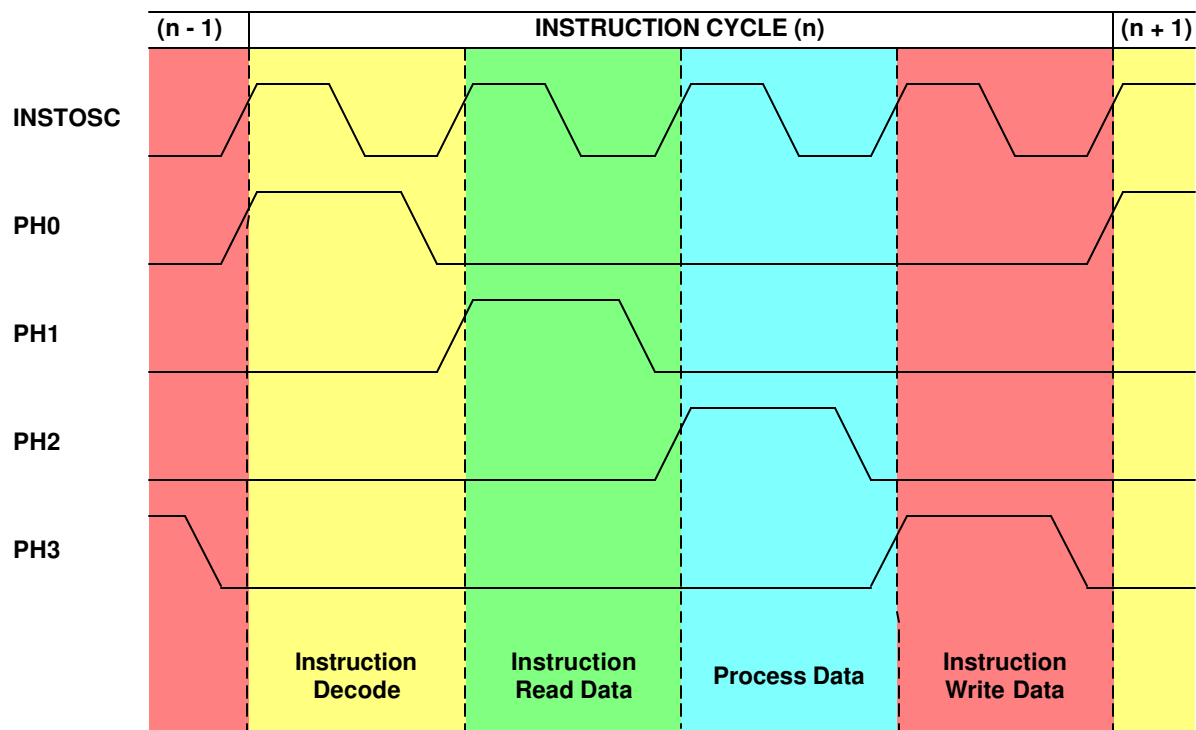 (n - 1) INSTRUCTION CYCLE (n) (n + 1)
INSTOSC
PH0
PH1
PH2
PH3
Instruction Decode
Instruction Read Data
Process Data
Instruction Write Data